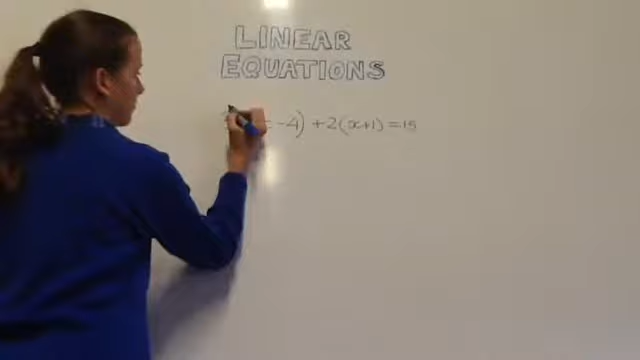 LINEAR
EQUATIONS
-4) +2(x+1) =15